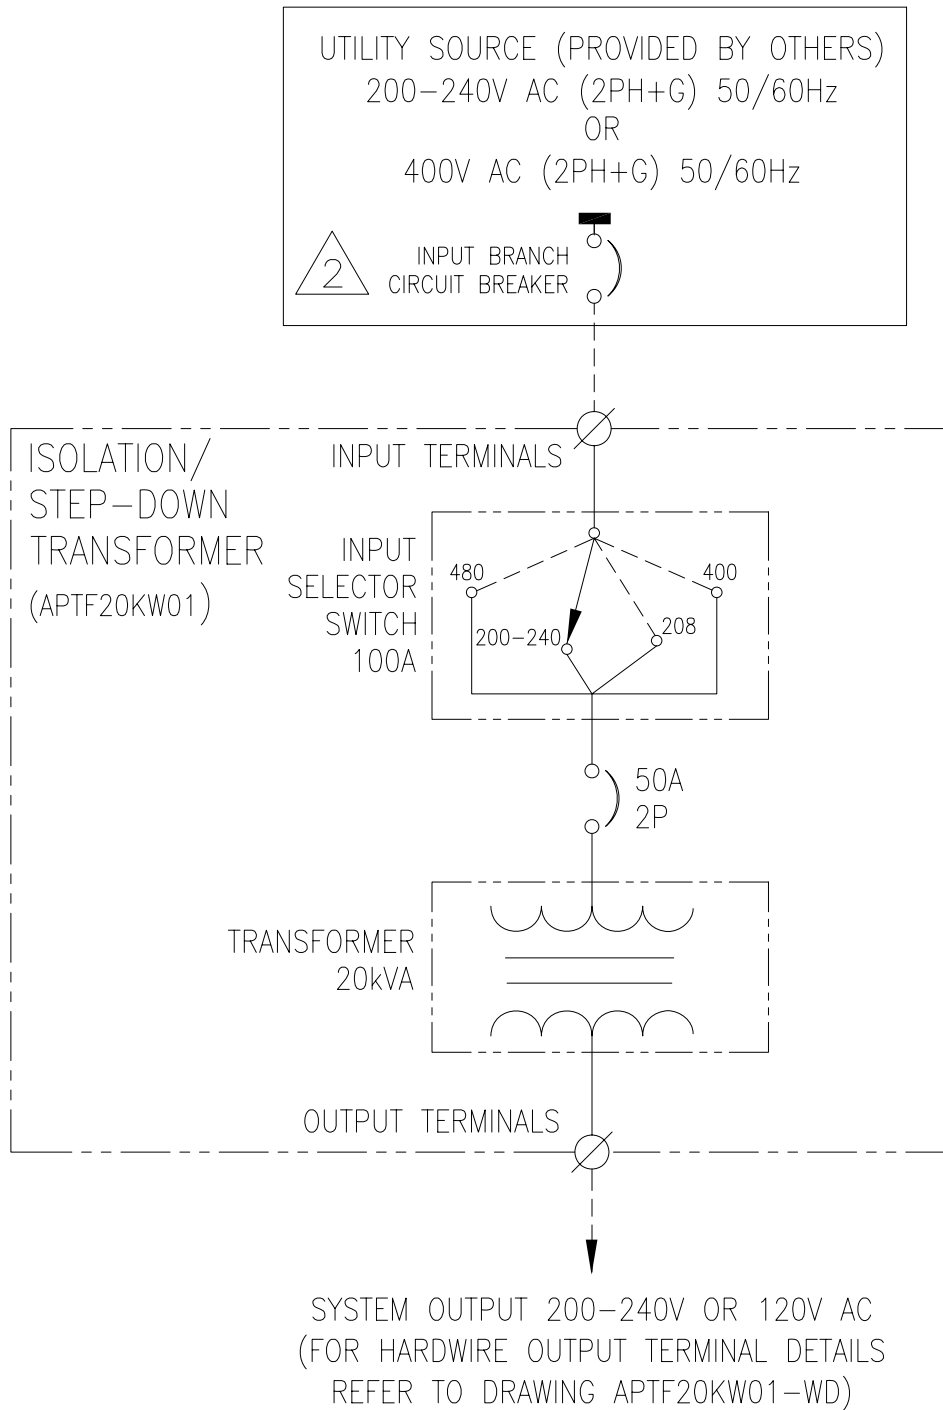 UTILITY SOURCE (PROVIDED BY OTHERS)
200-240V AC (2PH+G) 50/60Hz
OR
400V AC (2PH+G) 50/60Hz
2
INPUT BRANCH
CIRCUIT BREAKER
ISOLATION/
STEP-DOWN
TRANSFORMER
(APTF20KW01)
INPUT TERMINALS
INPUT
SELECTOR
SWITCH
100A
480
400
200-240
208
50A
2P
TRANSFORMER
20kVA
OUTPUT TERMINALS
SYSTEM OUTPUT 200-240V OR 120V AC
(FOR HARDWIRE OUTPUT TERMINAL DETAILS
REFER TO DRAWING APTF20KW01-WD)